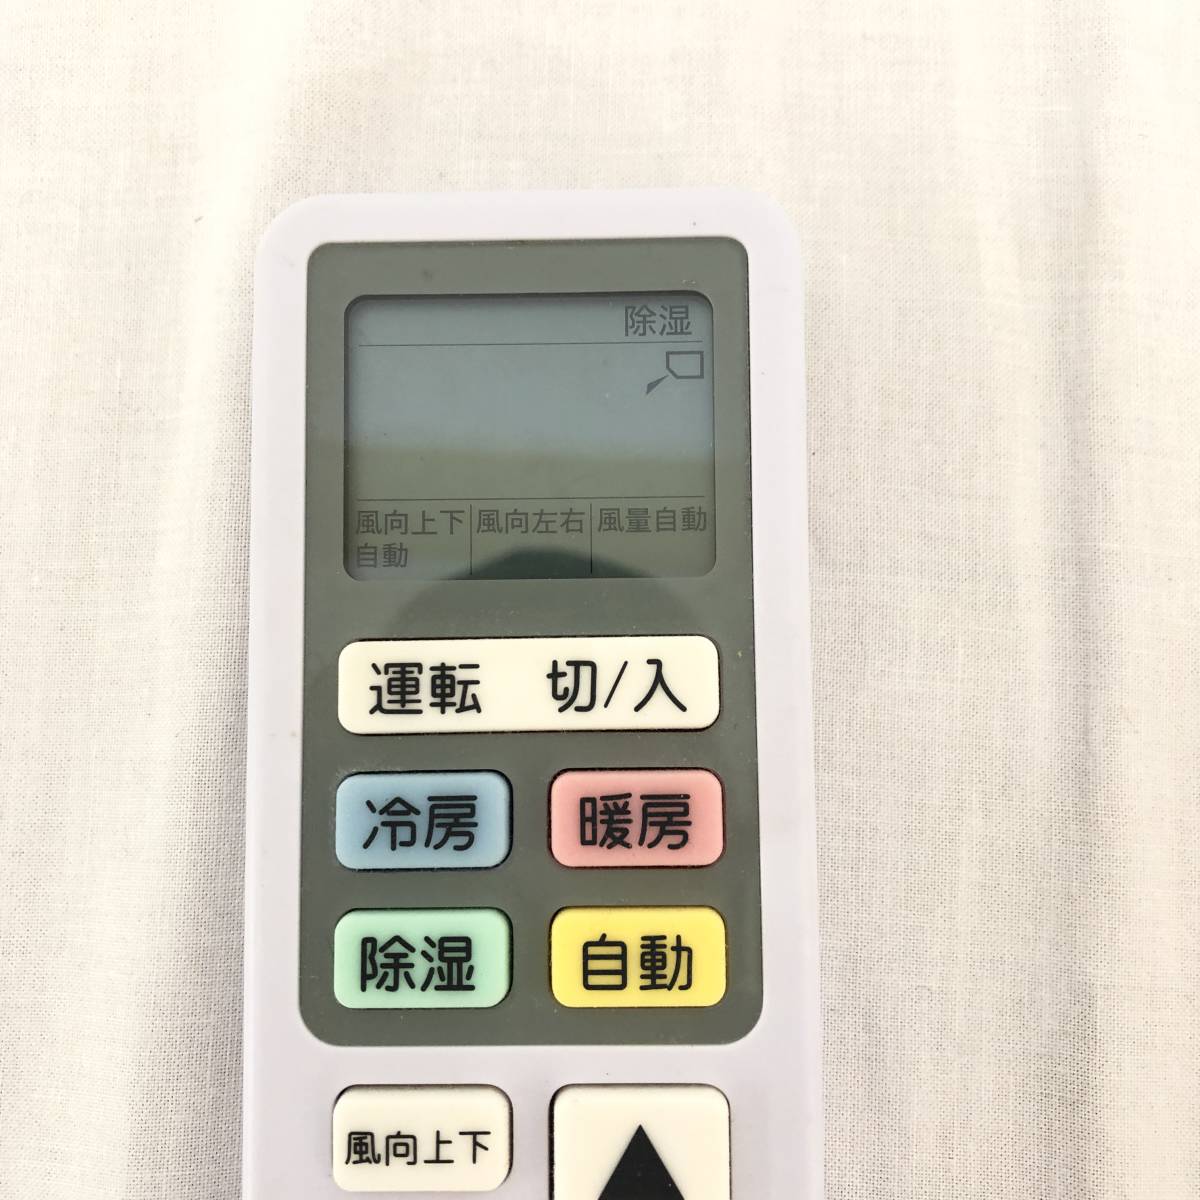 除湿
風向上下 風向左右 風量自動
自動
運転 切/入
冷房 暖房
除湿 自動
風向上下